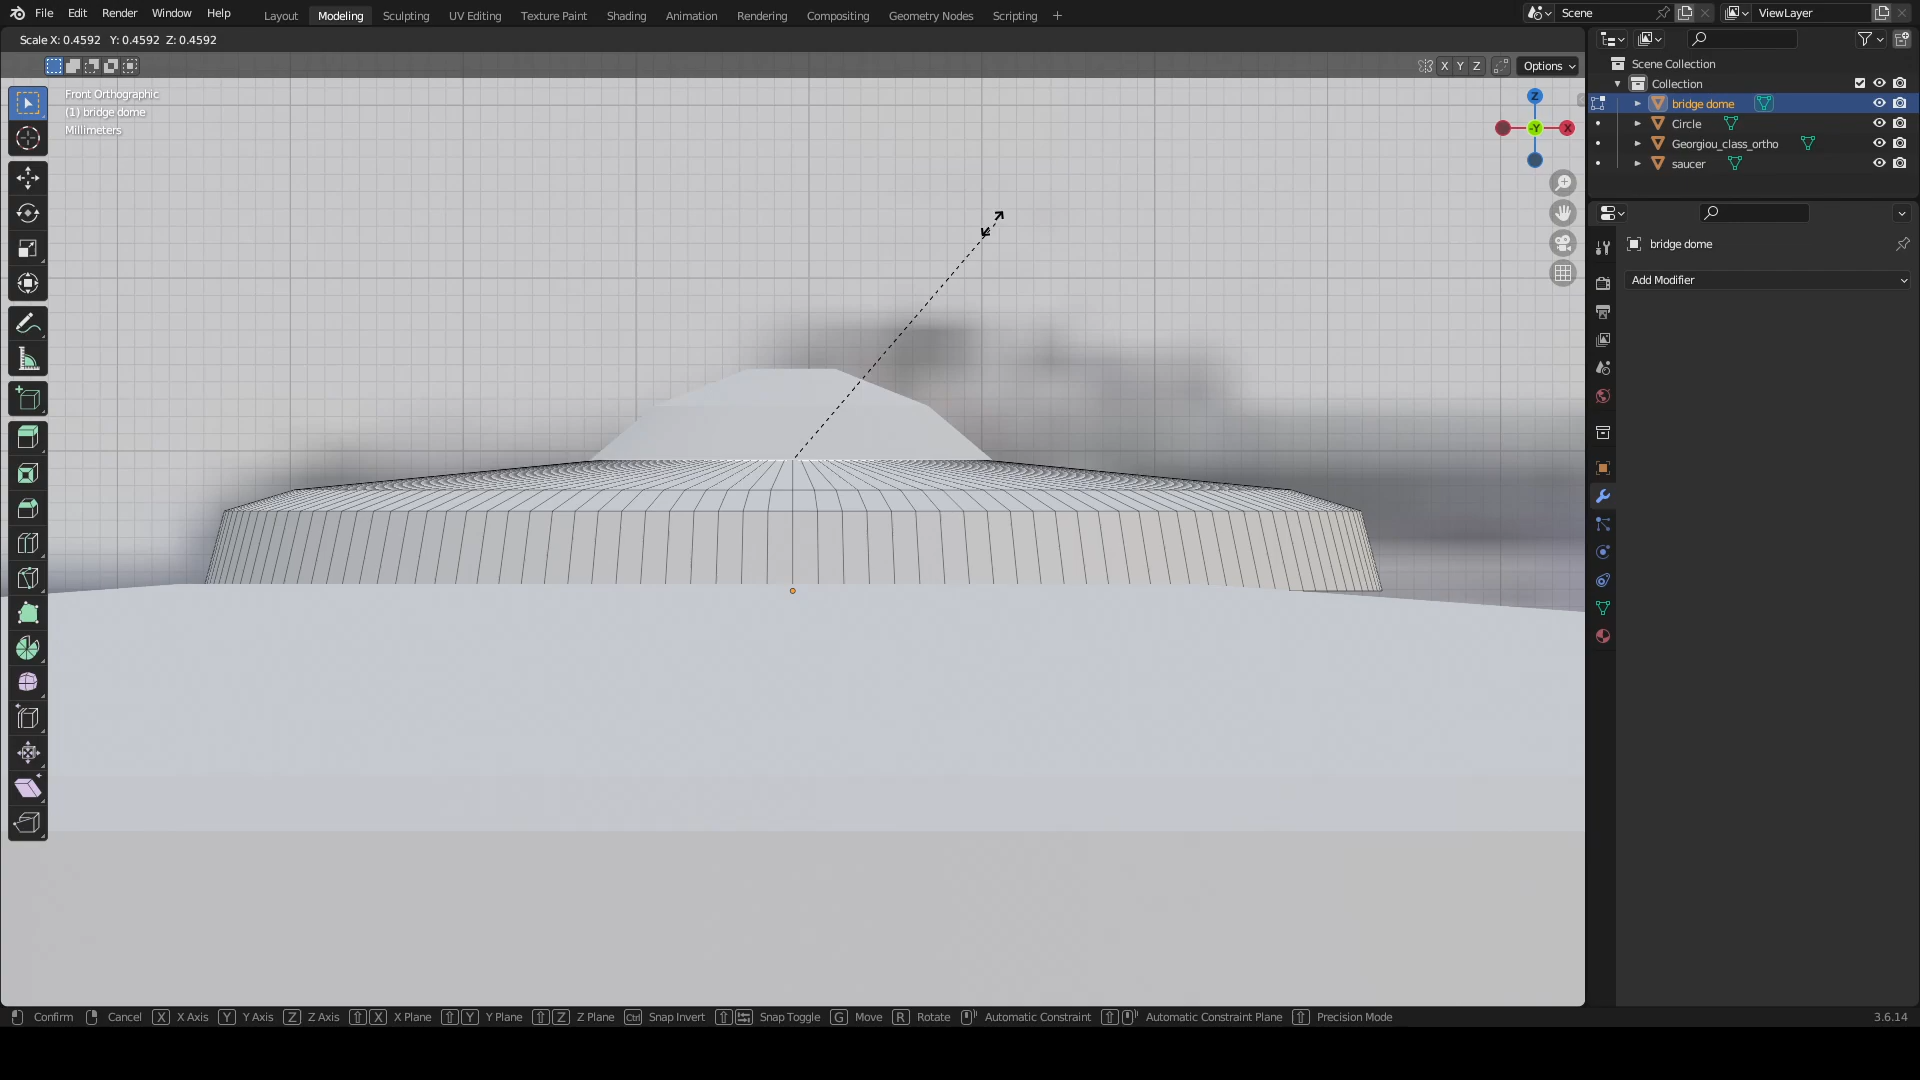 File Edit Render Window Help Layout Modeling Sculpting UV Editing Texture Paint Shading Animation Rendering Compositing Geometry Nodes Scripting + Scene ViewLayer
Scale X: 0.4592 Y: 0.4592 Z: 0.4592
X Y Z Options
Front Orthographic
(1) bridge dome
Millimeters
Z
-Y
X
Scene Collection
Collection
bridge dome
Circle
Georgiou_class_ortho
saucer
bridge dome
Add Modifier
Confirm Cancel X X Axis Y Y Axis Z Z Axis X X Plane Y Y Plane Z Z Plane Ctrl Snap Invert Snap Toggle G Move R Rotate Automatic Constraint Automatic Constraint Plane Precision Mode 3.6.14